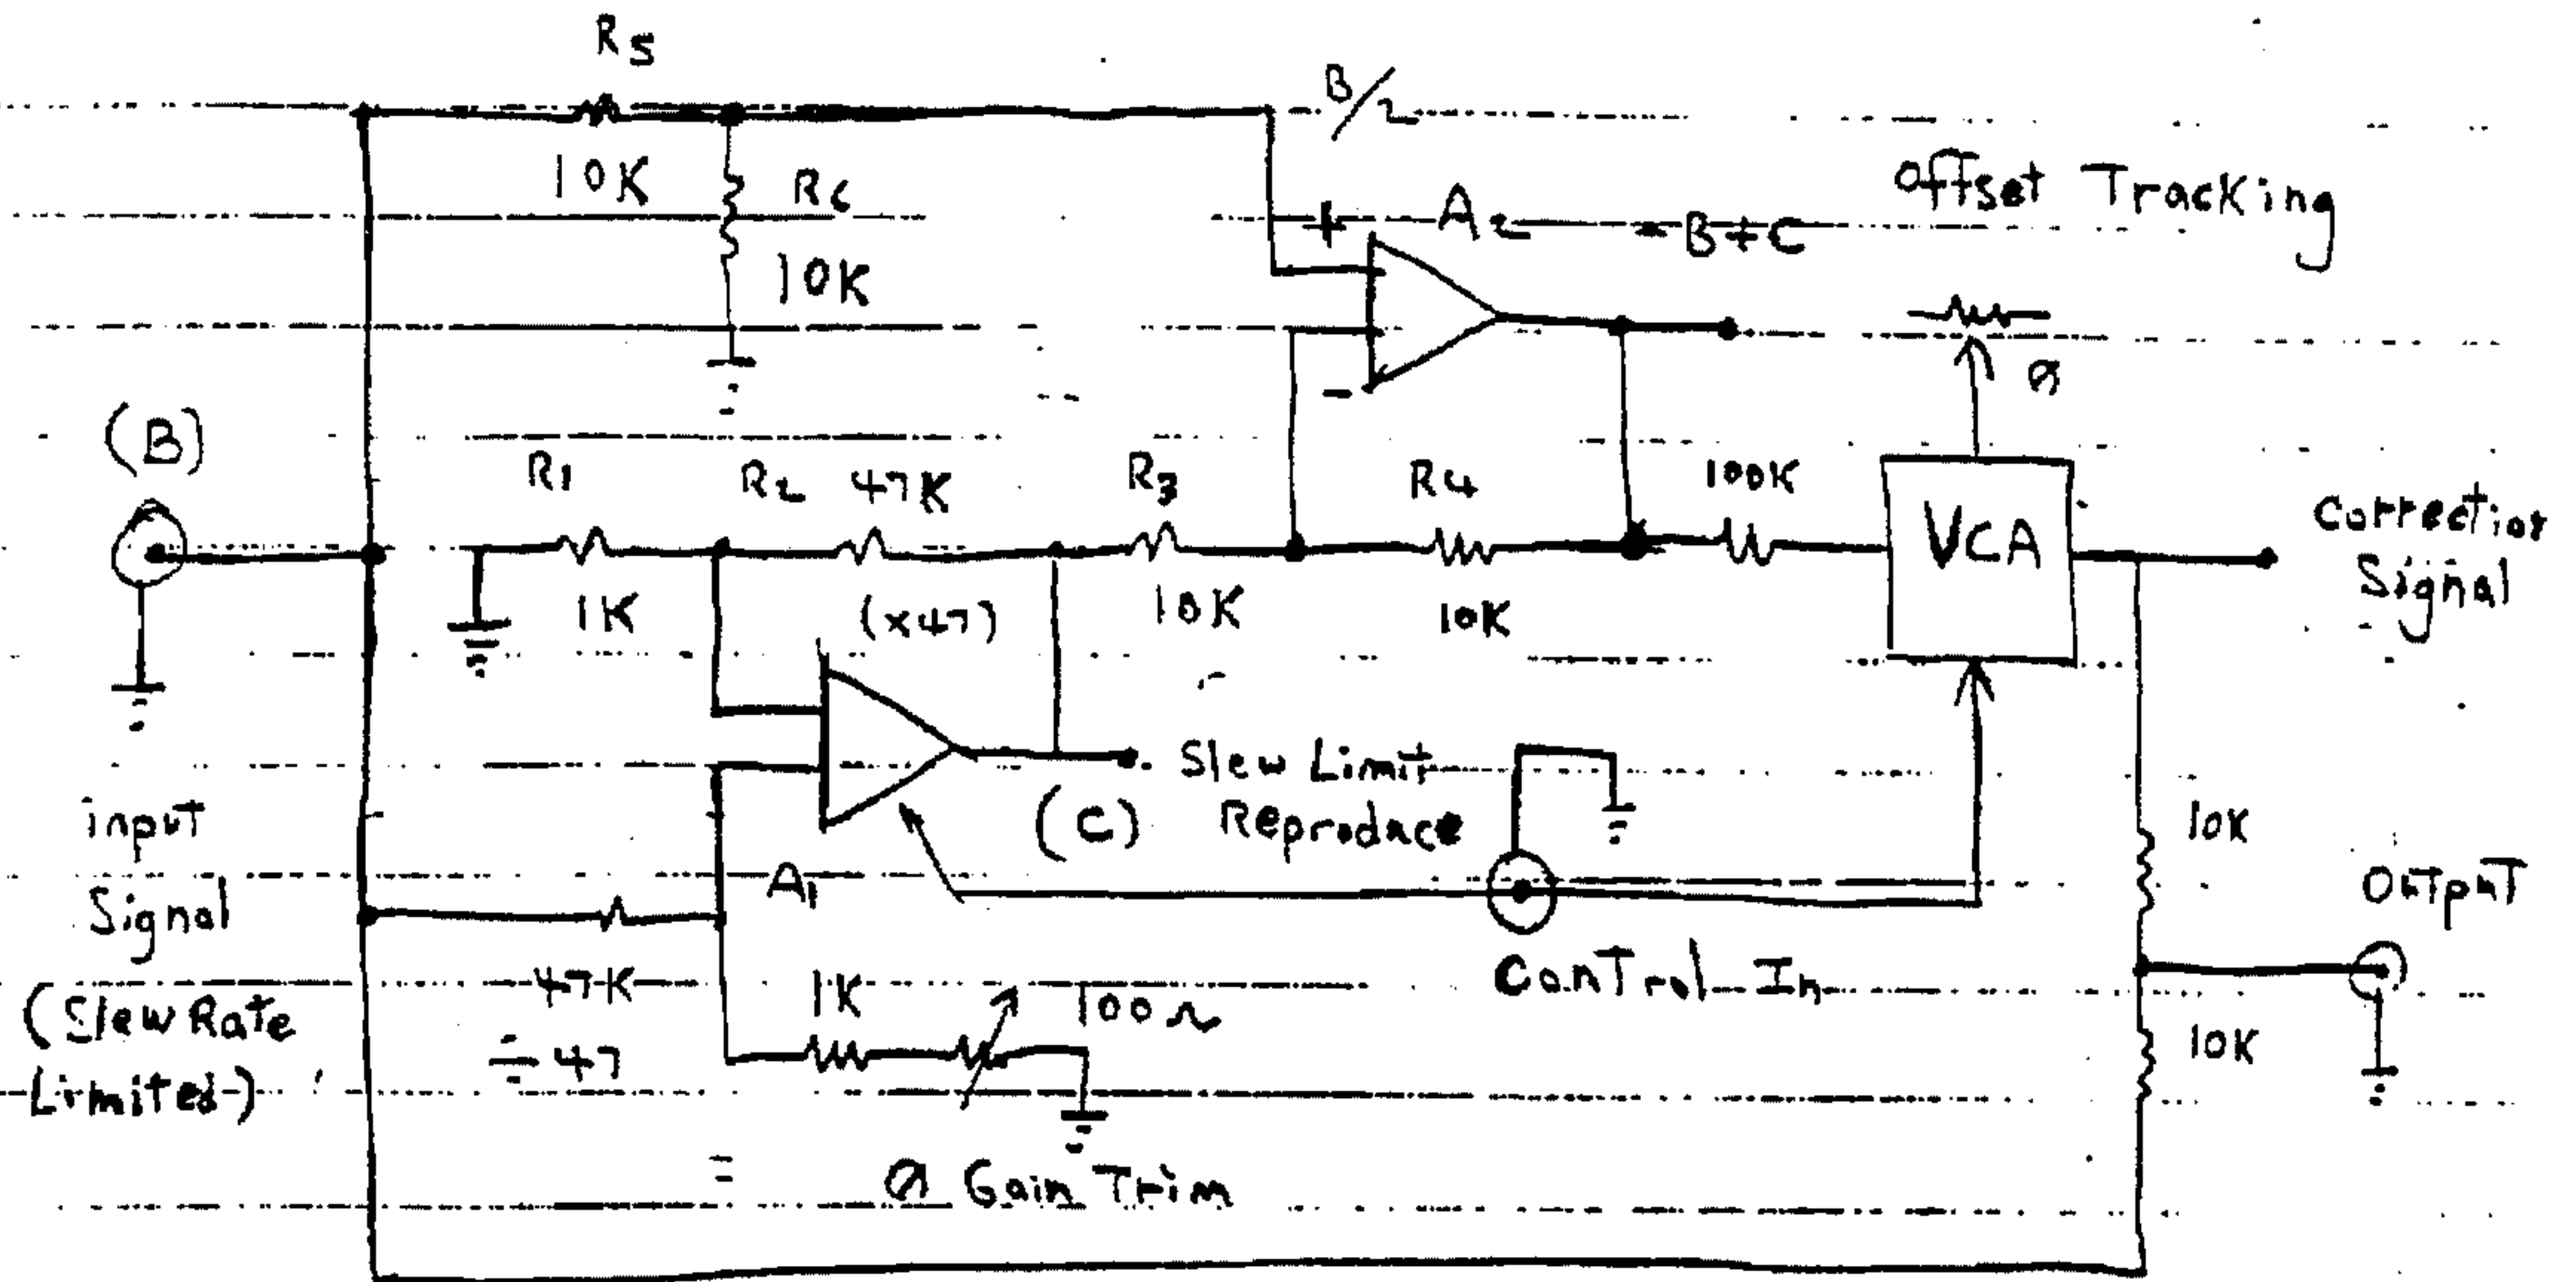 R5
B/2
10K
R6
10K
+ A2 - B + C
Offset Tracking
-
Ø
(B)
R1
R2 47K
R3
R4
100K
VCA
Correction
Signal
1K
(x47)
10K
10K
Slew Limit
Reproduce
(C)
input
Signal
(Slew Rate
Limited)
A1
10K
Output
Control In
47K
÷ 47
1K
100Ω
10K
Ø Gain Trim